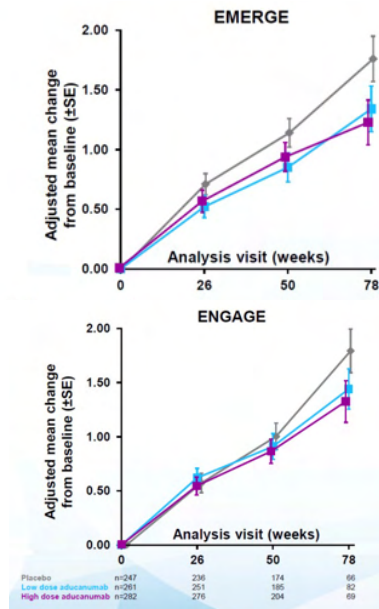 EMERGE
Adjusted mean change
from baseline (±SE)
2.00
1.50
1.00
0.50
0.00
Analysis visit (weeks)
0 26 50 78
ENGAGE
Adjusted mean change
from baseline (±SE)
2.00
1.50
1.00
0.50
0.00
Analysis visit (weeks)
0 26 50 78
Placebo n=247 236 174 66
Low dose aducanumab n=261 251 185 82
High dose aducanumab n=282 276 204 69